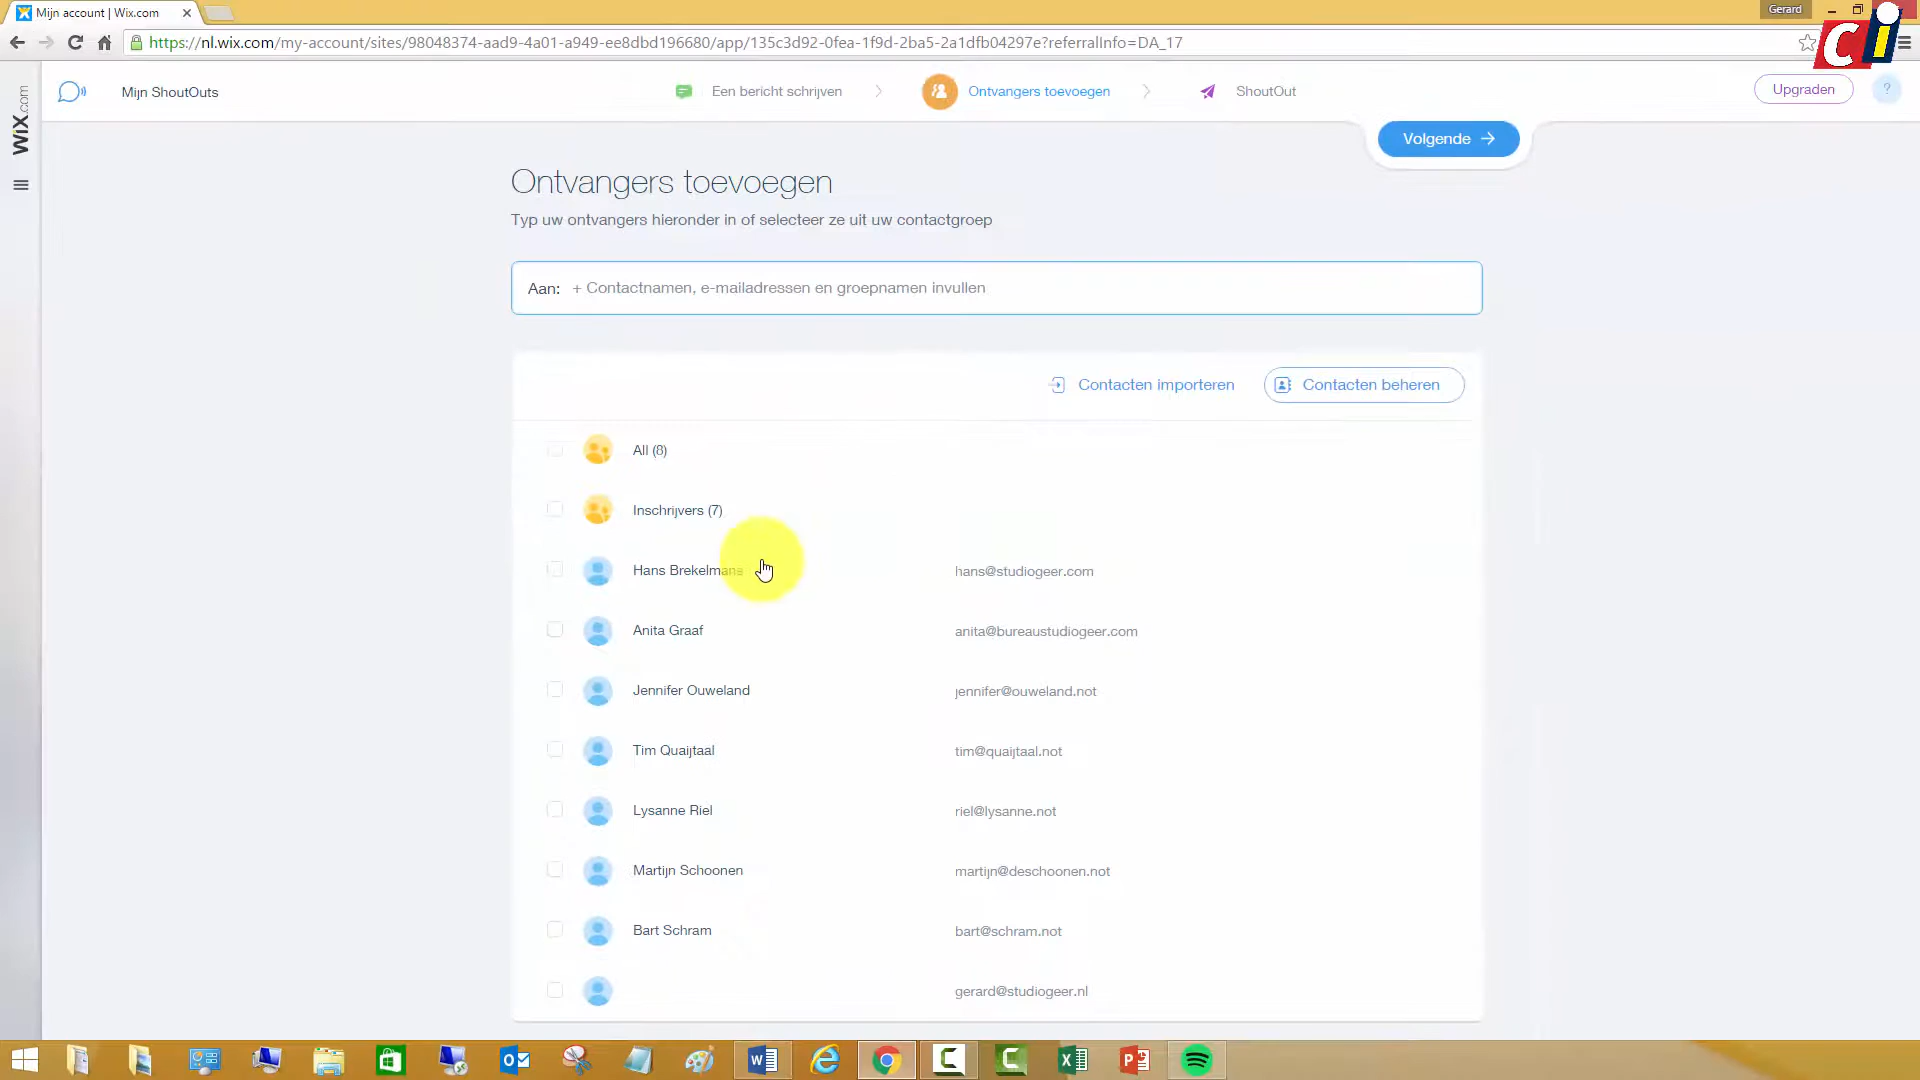 Mijn account | Wix.com
Gerard
https://nl.wix.com/my-account/sites/98048374-aad9-4a01-a949-ee8dbd196680/app/135c3d92-0fea-1f9d-2ba5-2a1dfb04297e?referralInfo=DA_17
Ci
WiX.com
Mijn ShoutOuts
Een bericht schrijven
Ontvangers toevoegen
ShoutOut
Upgraden
?
Volgende
Ontvangers toevoegen
Typ uw ontvangers hieronder in of selecteer ze uit uw contactgroep
Aan: + Contactnamen, e-mailadressen en groepnamen invullen
Contacten importeren
Contacten beheren
All (8)
Inschrijvers (7)
Hans Brekelmans hans@studiogeer.com
Anita Graaf anita@bureaustudiogeer.com
Jennifer Ouweland jennifer@ouweland.not
Tim Quaijtaal tim@quaijtaal.not
Lysanne Riel riel@lysanne.not
Martijn Schoonen martijn@deschoonen.not
Bart Schram bart@schram.not
gerard@studiogeer.nl